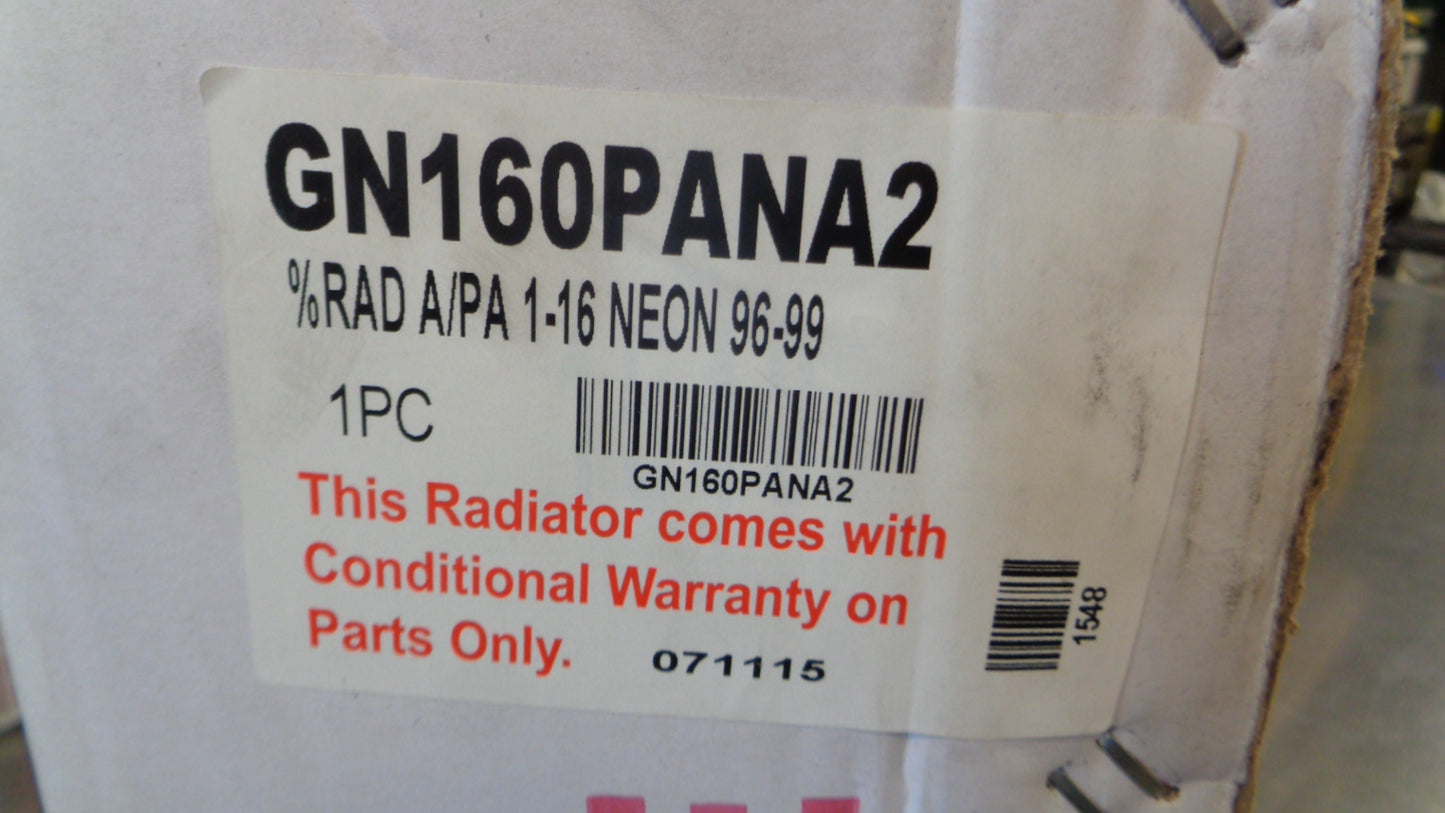 GN160PANA2
%RAD A/PA 1-16 NEON 96-99
1PC
GN160PANA2
This Radiator comes with
Conditional Warranty on
Parts Only.
071115
1548